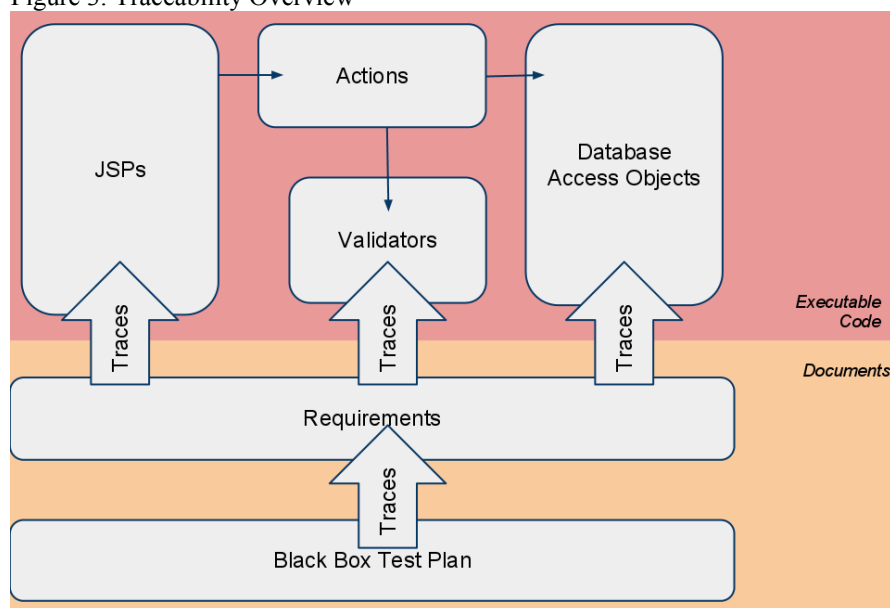 Figure 3. Traceability Overview
JSPs
Actions
Database
Access Objects
Validators
Traces
Traces
Traces
Executable
Code
Documents
Requirements
Traces
Black Box Test Plan